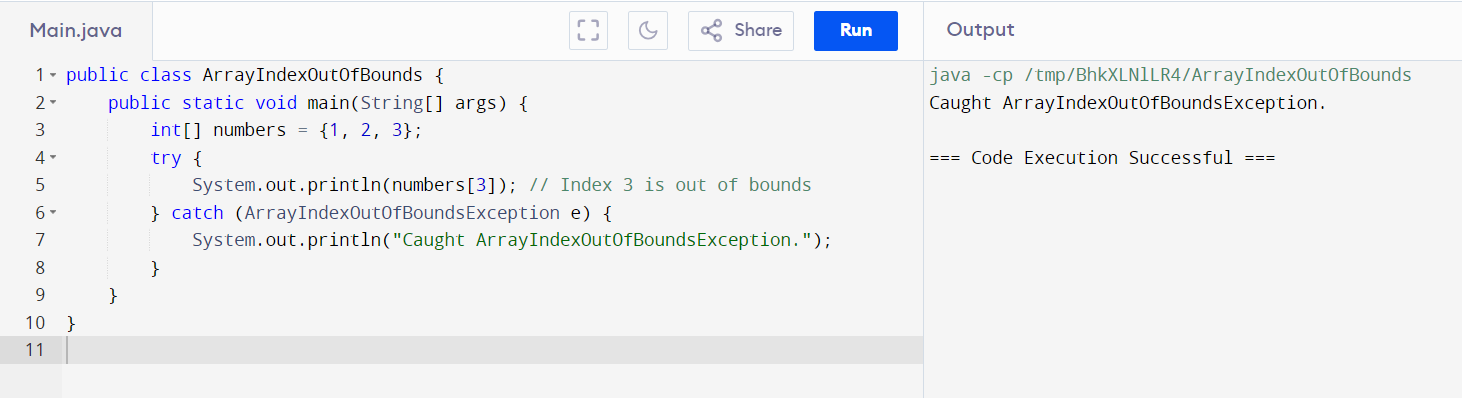 Main.java
Share
Run
Output
1 public class ArrayIndexOutOfBounds {
2     public static void main(String[] args) {
3         int[] numbers = {1, 2, 3};
4         try {
5             System.out.println(numbers[3]); // Index 3 is out of bounds
6         } catch (ArrayIndexOutOfBoundsException e) {
7             System.out.println("Caught ArrayIndexOutOfBoundsException.");
8         }
9     }
10 }
11
java -cp /tmp/BhkXLNlLR4/ArrayIndexOutOfBounds
Caught ArrayIndexOutOfBoundsException.
=== Code Execution Successful ===